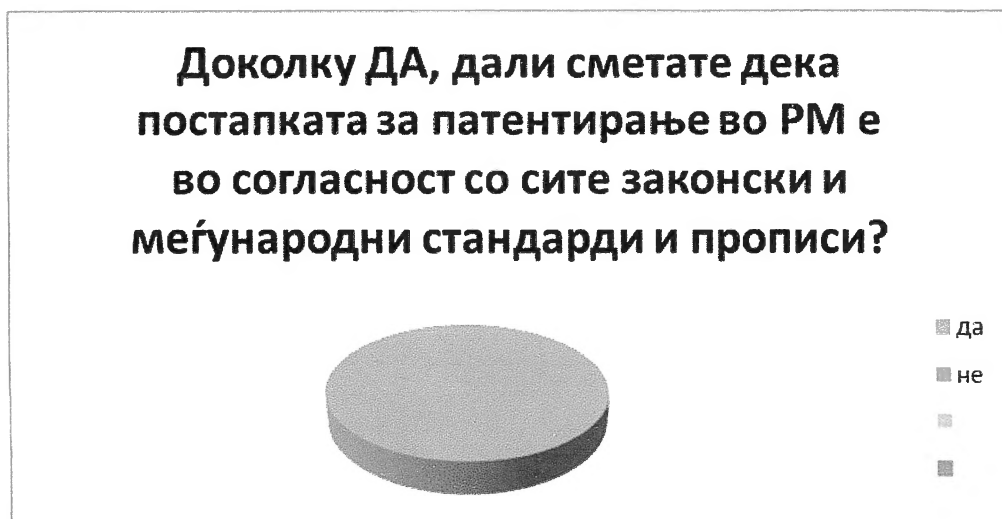 Доколку ДА, дали сметате дека
постапката за патентирање во РМ е
во согласност со сите законски и
меѓународни стандарди и прописи?
да
не